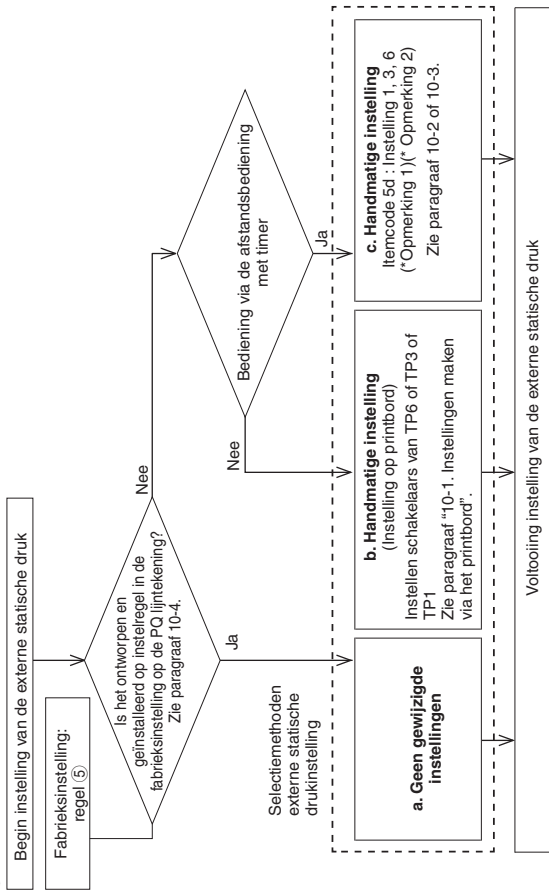 Begin instelling van de externe statische druk
Fabrieksinstelling:
regel ⑤
Is het ontworpen en
geïnstalleerd op instelregel in de
fabrieksinstelling op de PQ lijntekening?
Zie paragraaf 10-4.
Nee
Ja
Bediening via de afstandsbediening
met timer
Nee
Ja
Selectiemethoden
externe statische
drukinstelling
a. Geen gewijzigde
instellingen
b. Handmatige instelling
(Instelling op printbord)
Instellen schakelaars van TP6 of TP3 of
TP1
Zie paragraaf “10-1. Instellingen maken
via het printbord”.
c. Handmatige instelling
Itemcode 5d : Instelling 1, 3, 6
(*Opmerking 1)(* Opmerking 2)
Zie paragraaf 10-2 of 10-3.
Voltooiing instelling van de externe statische druk